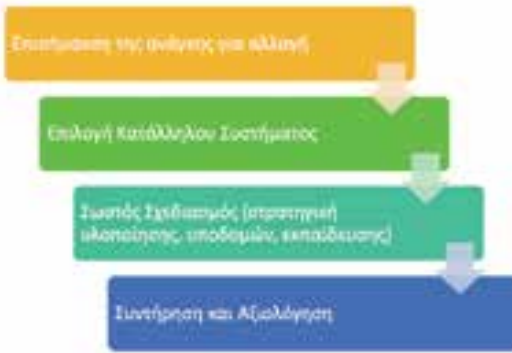 Επισήμανση της ανάγκης για αλλαγή
Επιλογή Κατάλληλου Συστήματος
Σωστός Σχεδιασμός (στρατηγική
υλοποίησης, υποδομών, εκπαίδευσης)
Συντήρηση και Αξιολόγηση